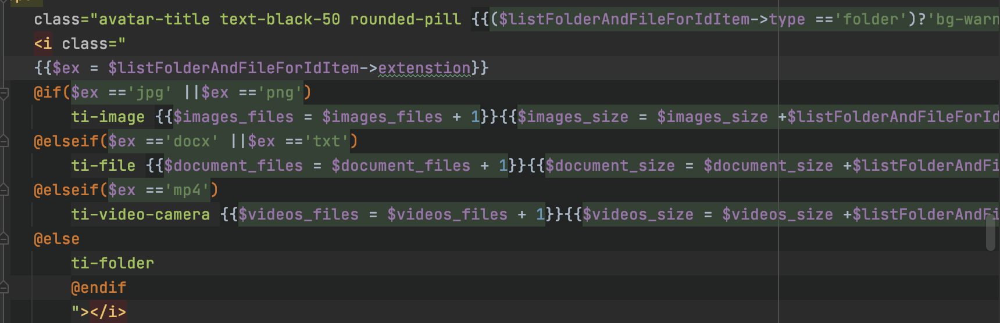 class="avatar-title text-black-50 rounded-pill {{($listFolderAndFileForIdItem->type =='folder')?'bg-warn
<i class="
{{$ex = $listFolderAndFileForIdItem->extenstion}}
@if($ex =='jpg' ||$ex =='png')
ti-image {{$images_files = $images_files + 1}}{{$images_size = $images_size +$listFolderAndFileForId
@elseif($ex =='docx' ||$ex =='txt')
ti-file {{$document_files = $document_files + 1}}{{$document_size = $document_size +$listFolderAndFi
@elseif($ex =='mp4')
ti-video-camera {{$videos_files = $videos_files + 1}}{{$videos_size = $videos_size +$listFolderAndFi
@else
ti-folder
@endif
"></i>